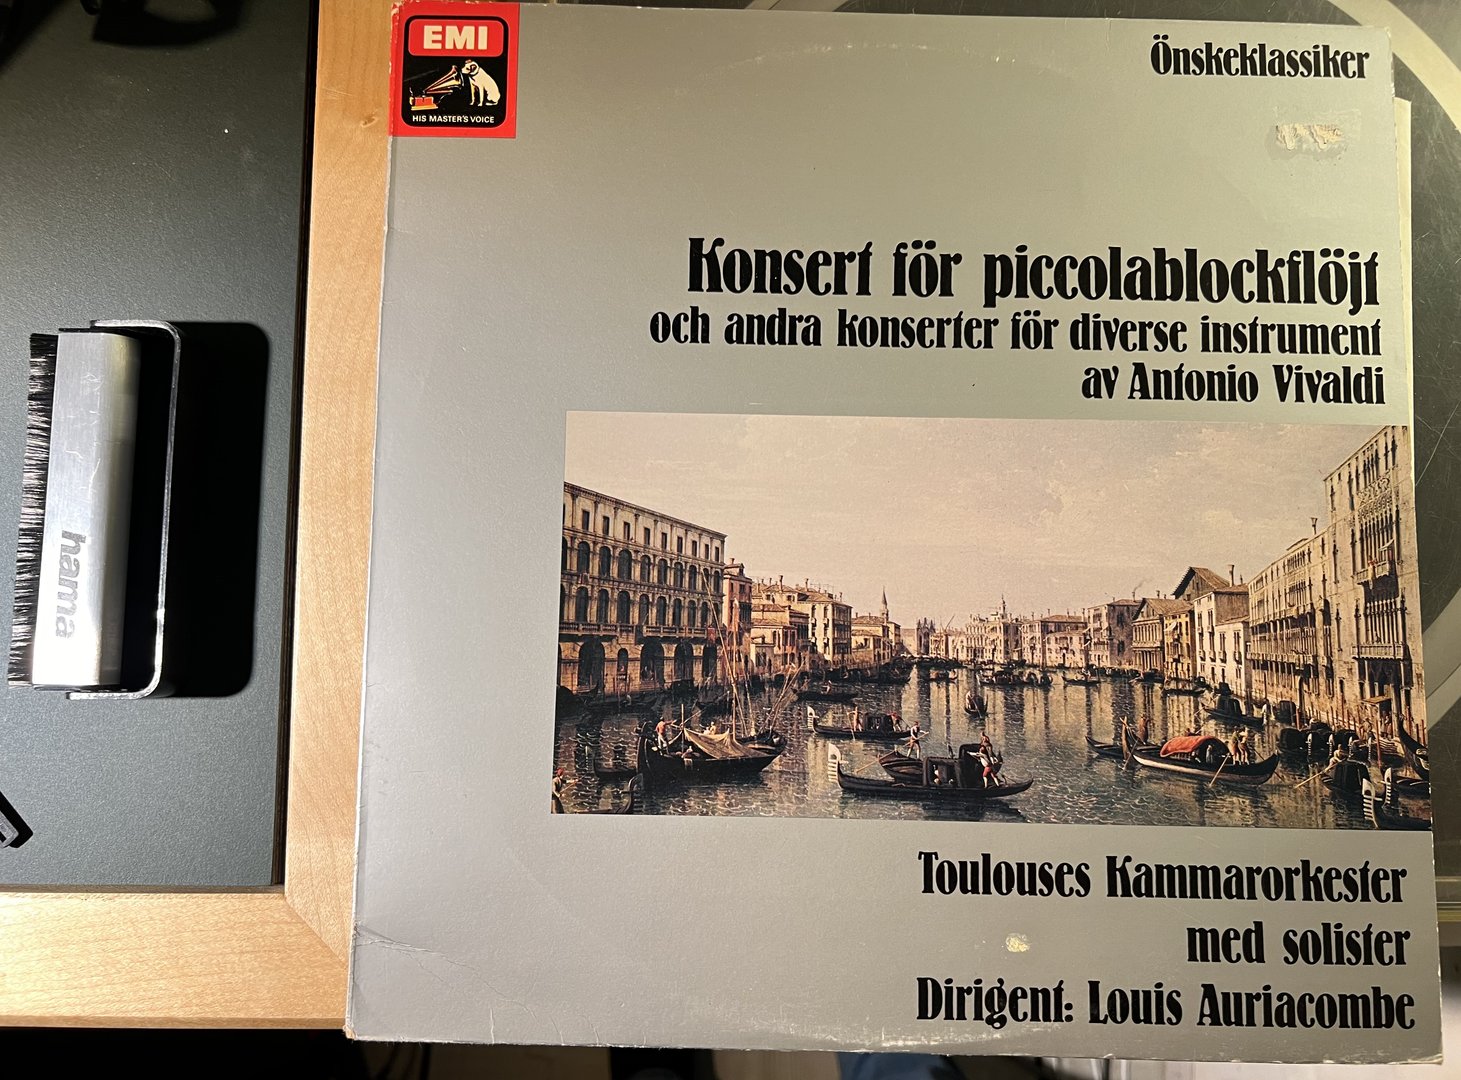 EMI
HIS MASTER'S VOICE
Önskeklassiker
Konsert för piccolablockflöjt
och andra konserter för diverse instrument
av Antonio Vivaldi
hama
Toulouses Kammarorkester
med solister
Dirigent: Louis Auriacombe